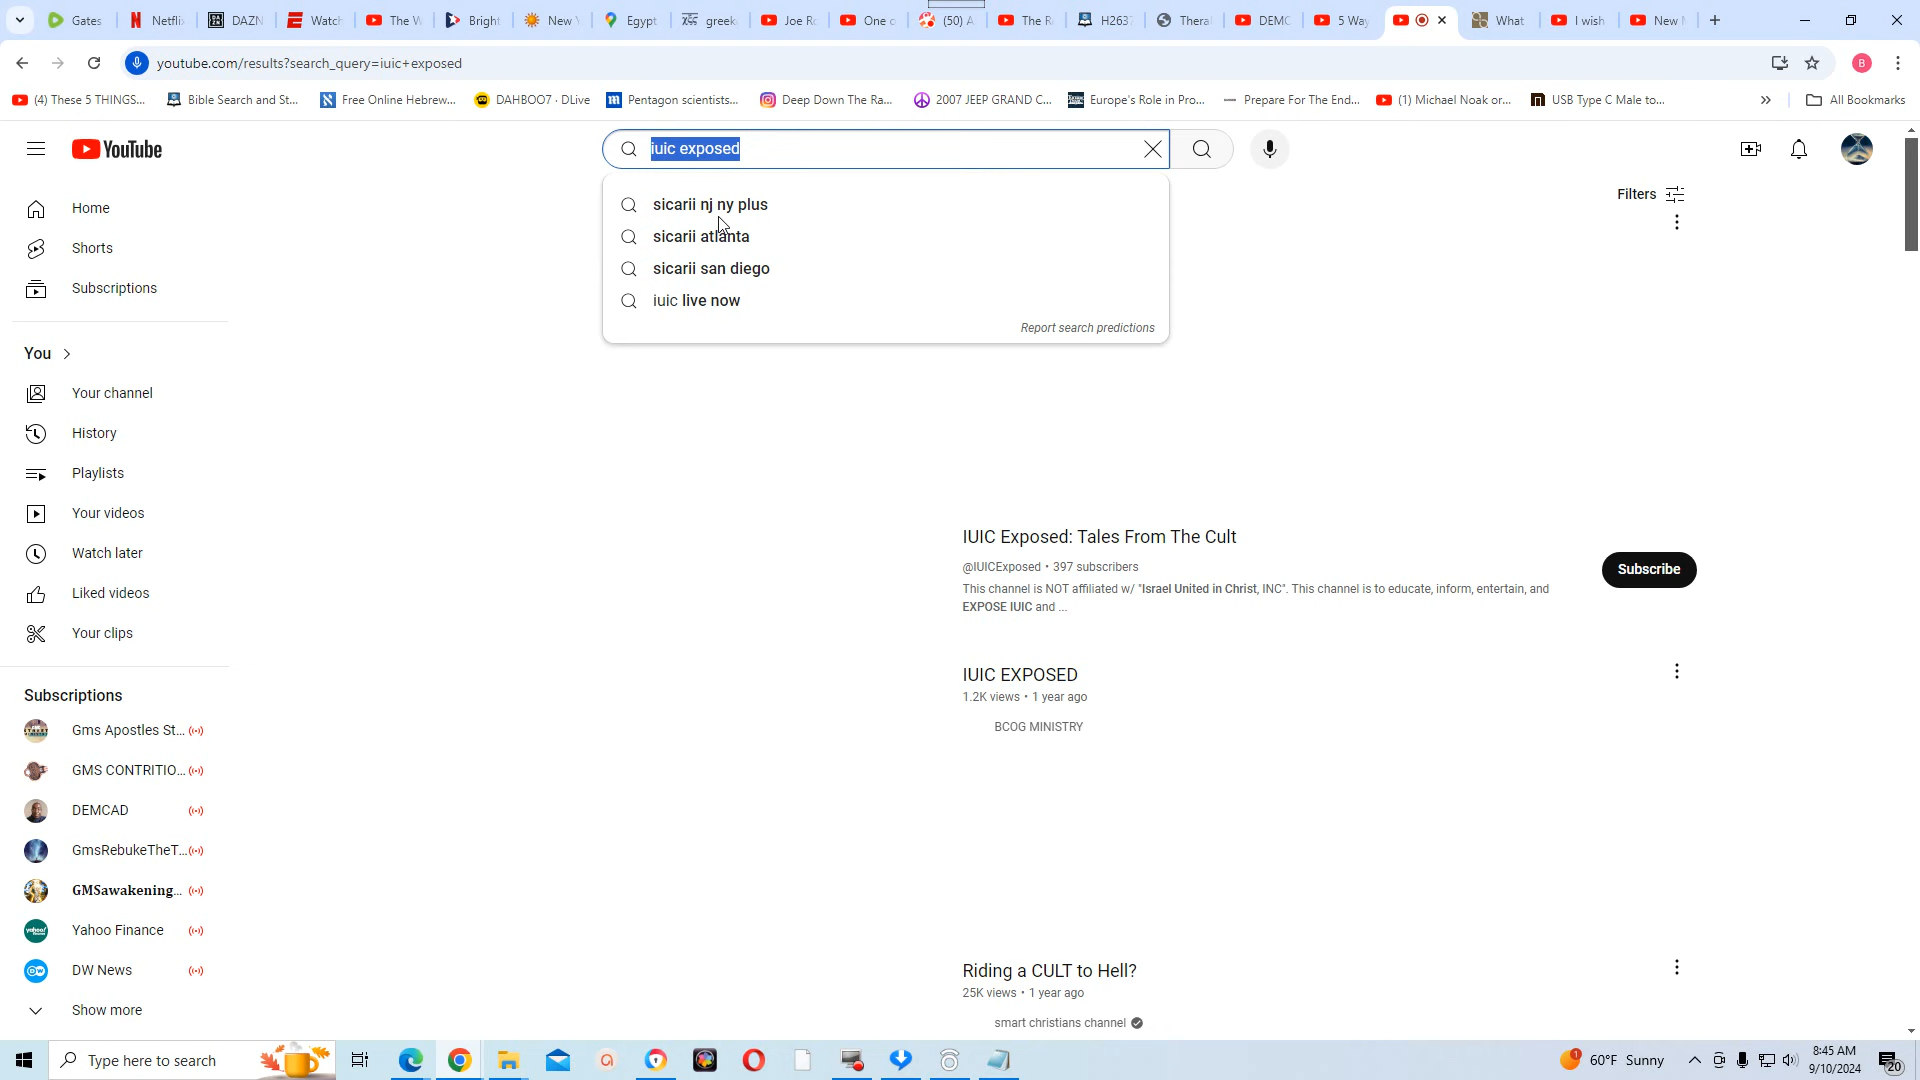 Gates
Netfli
DAZN
Watch
The W
Bright
New Y
Egypt
greek
Joe Ro
One o
(50) A
The R
H263
Thera
DEMC
5 Way
What
I wish
New M
youtube.com/results?search_query=iuic+exposed
B
(4) These 5 THINGS...
Bible Search and St...
Free Online Hebrew...
DAHBOO7 · DLive
Pentagon scientists...
Deep Down The Ra...
2007 JEEP GRAND C...
Europe's Role in Pro...
Prepare For The End...
(1) Michael Noak or...
USB Type C Male to...
All Bookmarks
YouTube
iuic exposed
sicarii nj ny plus
sicarii atlanta
sicarii san diego
iuic live now
Report search predictions
Filters
Home
Shorts
Subscriptions
You
Your channel
History
Playlists
Your videos
Watch later
Liked videos
Your clips
Subscriptions
Gms Apostles St...
GMS CONTRITIO...
DEMCAD
GmsRebukeTheT...
GMSawakening...
Yahoo Finance
DW News
Show more
IUIC Exposed: Tales From The Cult
@IUICExposed • 397 subscribers
This channel is NOT affiliated w/ "Israel United in Christ, INC". This channel is to educate, inform, entertain, and
EXPOSE IUIC and ...
Subscribe
IUIC EXPOSED
1.2K views • 1 year ago
BCOG MINISTRY
Riding a CULT to Hell?
25K views • 1 year ago
smart christians channel
Type here to search
1
60°F Sunny
8:45 AM
9/10/2024
20